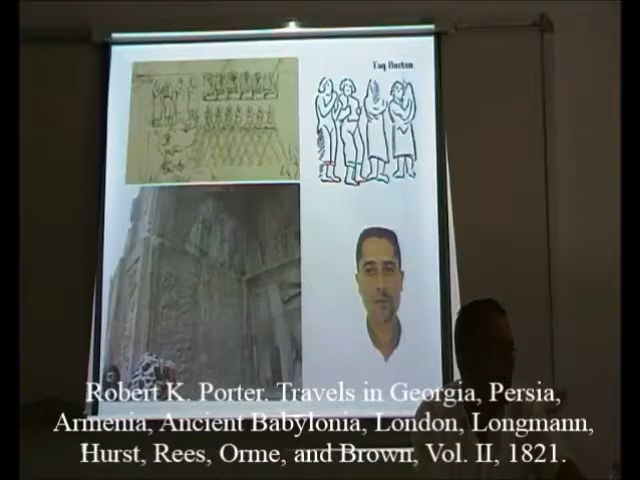 Taq Bustan
Robert K. Porter. Travels in Georgia, Persia,
Armenia, Ancient Babylonia, London, Longmann,
Hurst, Rees, Orme, and Brown, Vol. II, 1821.